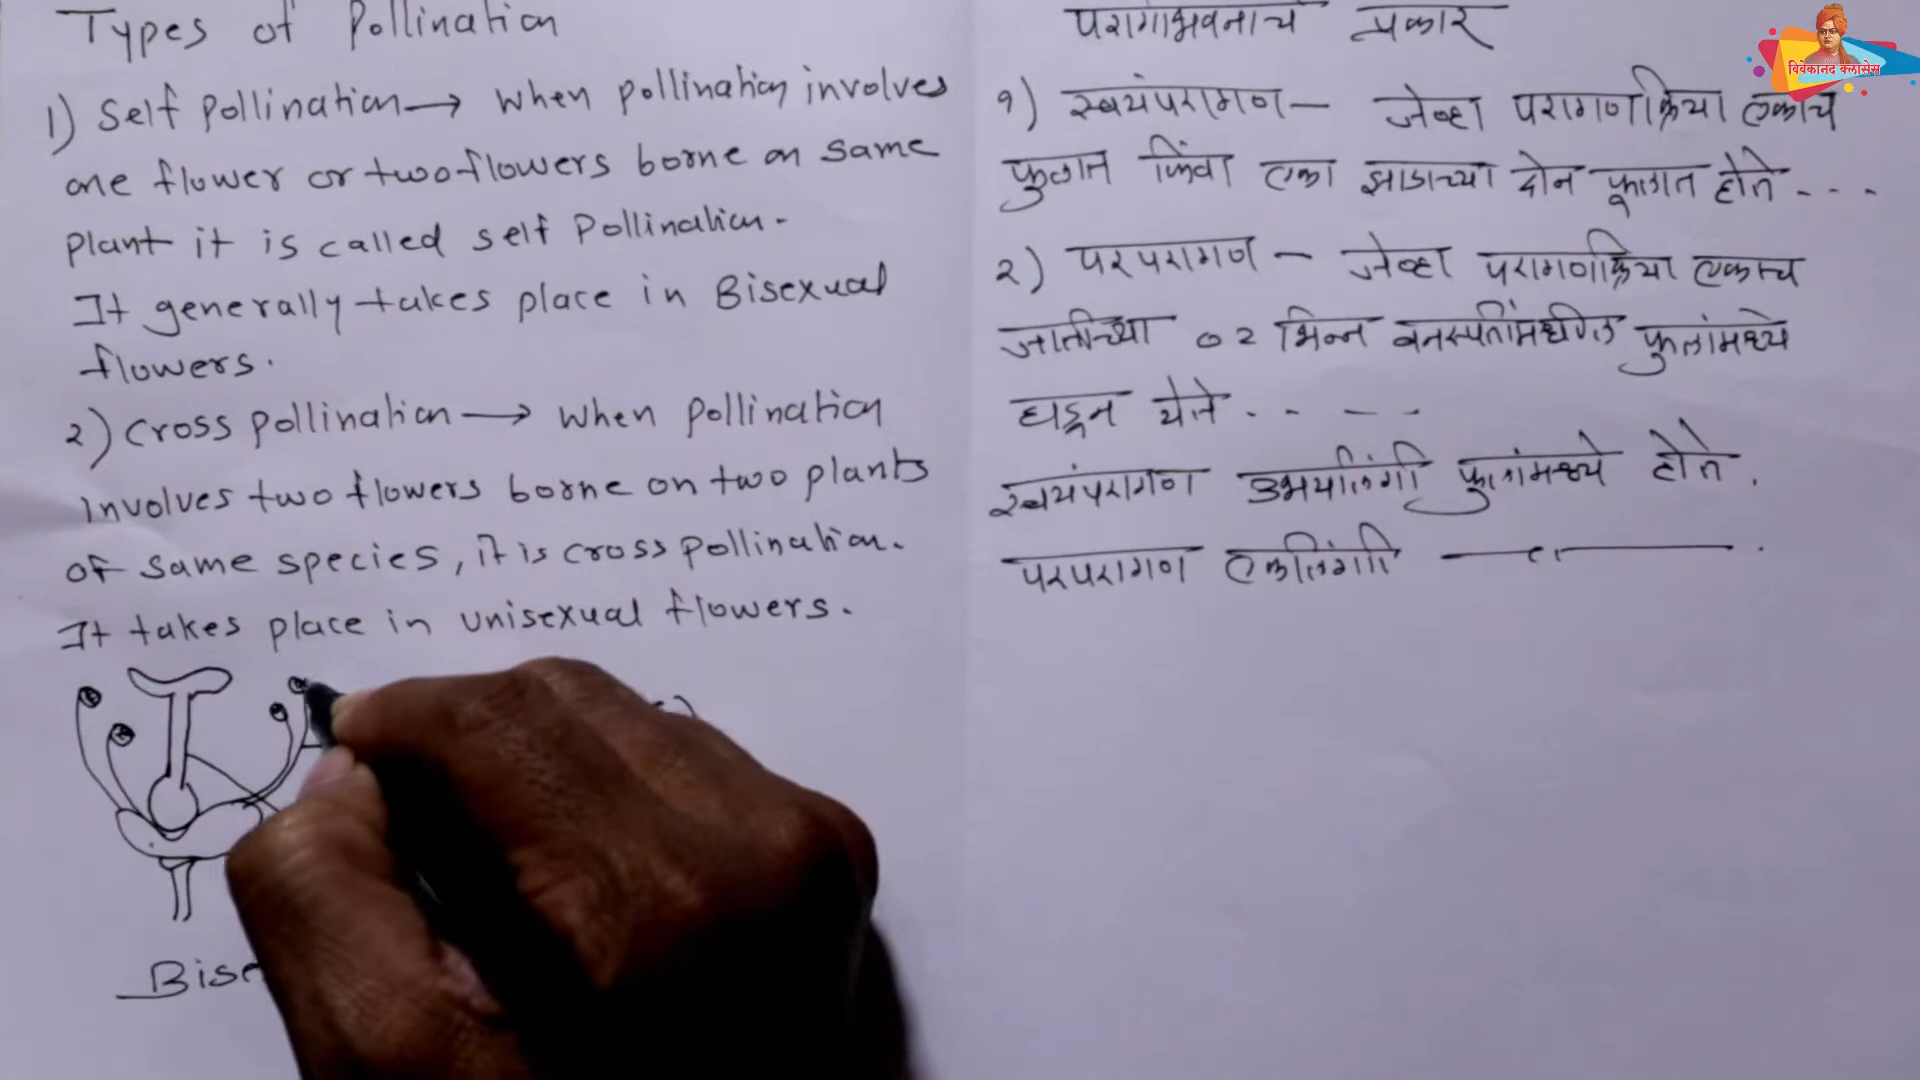 Types of Pollination
1) Self pollination → When pollination involves
one flower or two flowers borne on same
plant it is called self Pollination.
It generally takes place in Bisexual
flowers.
2) Cross pollination → When pollination
involves two flowers borne on two plants
of same species, it is cross pollination.
It takes place in unisexual flowers.
परागीभवनाचे प्रकार
१) स्वयंपरागण — जेव्हा परागणक्रिया एकाच
फुलात किंवा एका झाडाच्या दोन फूलात होते - - -
२) परपरागण — जेव्हा परागणक्रिया एकाच
जातीच्या ०२ भिन्न वनस्पतींमधील फुलांमध्ये
घडून येते - - — -
स्वयंपरागण उभयलिंगी फुलांमध्ये होते .
परपरागण एकलिंगी — " — .
विवेकानंद क्लासेस